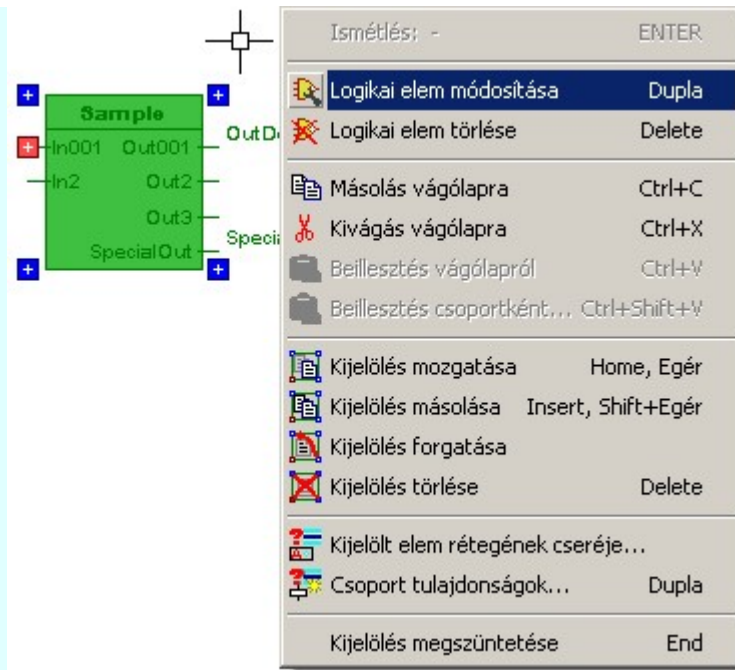 Sample
In001 Out001
In2 Out2
Out3
SpecialOut
Ismétlés: - ENTER
Logikai elem módosítása Dupla
Logikai elem törlése Delete
Másolás vágólapra Ctrl+C
Kivágás vágólapra Ctrl+X
Beillesztés vágólapról Ctrl+V
Beillesztés csoportként... Ctrl+Shift+V
Kijelölés mozgatása Home, Egér
Kijelölés másolása Insert, Shift+Egér
Kijelölés forgatása
Kijelölés törlése Delete
Kijelölt elem rétegének cseréje...
Csoport tulajdonságok... Dupla
Kijelölés megszüntetése End